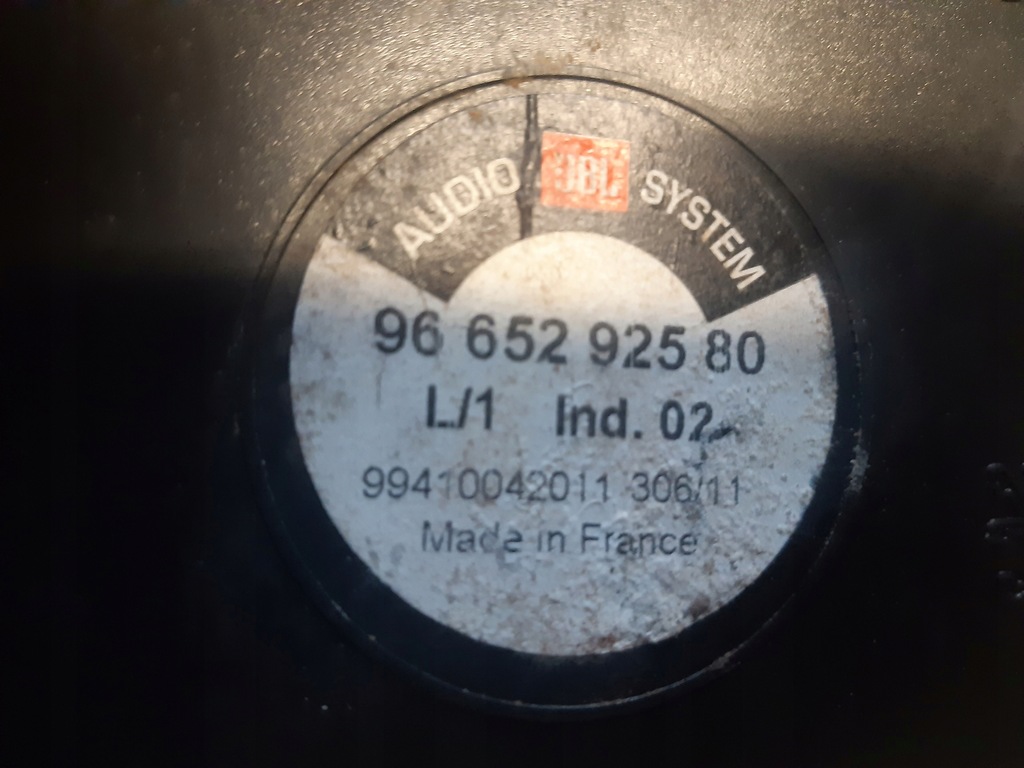 AUDIO JBL SYSTEM
96 652 925 80
L/1 Ind. 02
99410042011 306/11
Made in France